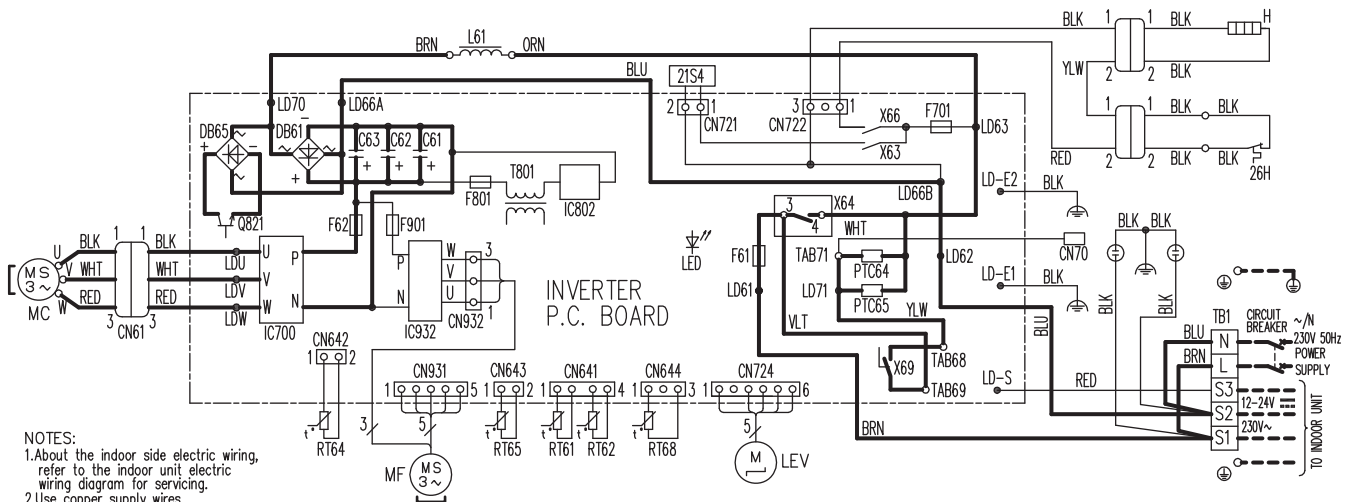 BRN L61 ORN
BLK 1 1 BLK H
YLW
2 2 BLK
BLU
21S4
LD70 LD66A
2 1
CN721
3 1
CN722
X66 F701
X63
LD63
1 1 BLK BLK
RED
2 2 BLK BLK
26H
DB65 DB61
+ - ~ ~
+
C63 C62 C61
+ + +
T801
F801
IC802
LD66B
LD-E2 BLK
Q821
F62 F901
3 X64
4
WHT
BLK BLK
U BLK 1 1 BLK U P
LDU
V WHT WHT V
LDV
W RED 3 3 RED W N
LDW
MS
3~
MC
CN61
IC700
P W 3
V
N U 1
IC932 CN932
LED
F61
LD61
TAB71
PTC64
LD71
PTC65
CN70
LD62
LD-E1 BLK
INVERTER
P.C. BOARD
YLW
VLT
BLU
BLK BLK
TB1
CIRCUIT
BREAKER
~/N
230V 50Hz
POWER
SUPPLY
BLU N
BRN L
S3
12-24V
S2
230V~
S1
TO INDOOR UNIT
X69
TAB68
TAB69
LD-S RED
CN642
1 2
CN931
1 5
CN643
1 2
CN641
1 4
CN644
1 3
CN724
1 6
BRN
t°
RT64
3
5
t°
RT65
t° t°
RT61 RT62
t°
RT68
5
M
LEV
MF
MS
3~
NOTES:
1.About the indoor side electric wiring,
refer to the indoor unit electric
wiring diagram for servicing.
2.Use copper supply wires.